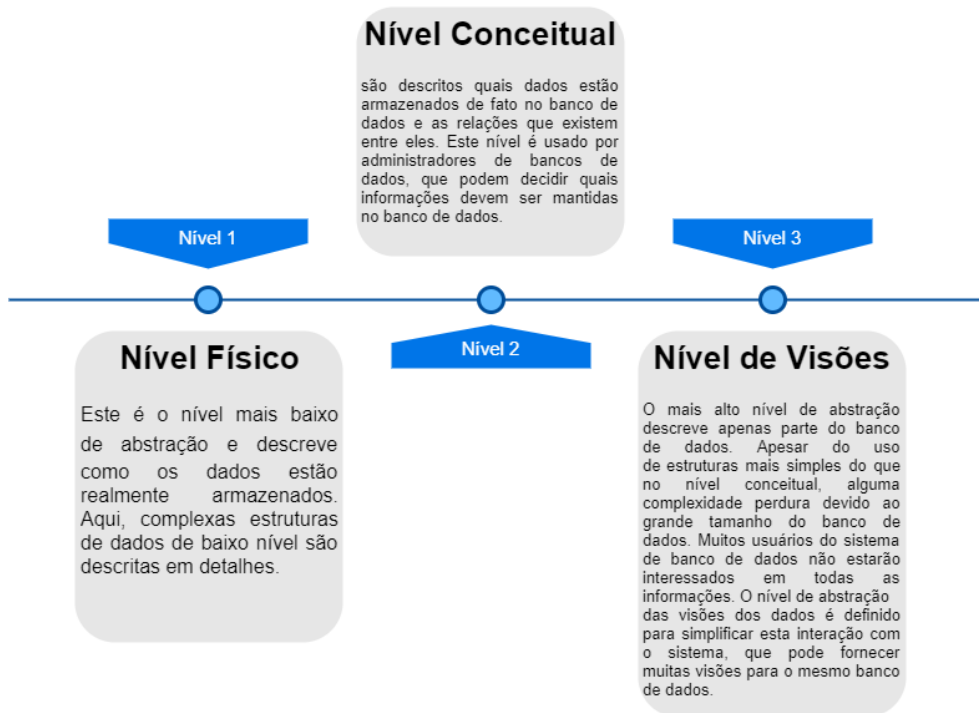 Nível Conceitual
são descritos quais dados estão
armazenados de fato no banco de
dados e as relações que existem
entre eles. Este nível é usado por
administradores de bancos de
dados, que podem decidir quais
informações devem ser mantidas
no banco de dados.
Nível 1
Nível 3
Nível 2
Nível Físico
Este é o nível mais baixo
de abstração e descreve
como os dados estão
realmente armazenados.
Aqui, complexas estruturas
de dados de baixo nível são
descritas em detalhes.
Nível de Visões
O mais alto nível de abstração
descreve apenas parte do banco
de dados. Apesar do uso
de estruturas mais simples do que
no nível conceitual, alguma
complexidade perdura devido ao
grande tamanho do banco de
dados. Muitos usuários do sistema
de banco de dados não estarão
interessados em todas as
informações. O nível de abstração
das visões dos dados é definido
para simplificar esta interação com
o sistema, que pode fornecer
muitas visões para o mesmo banco
de dados.